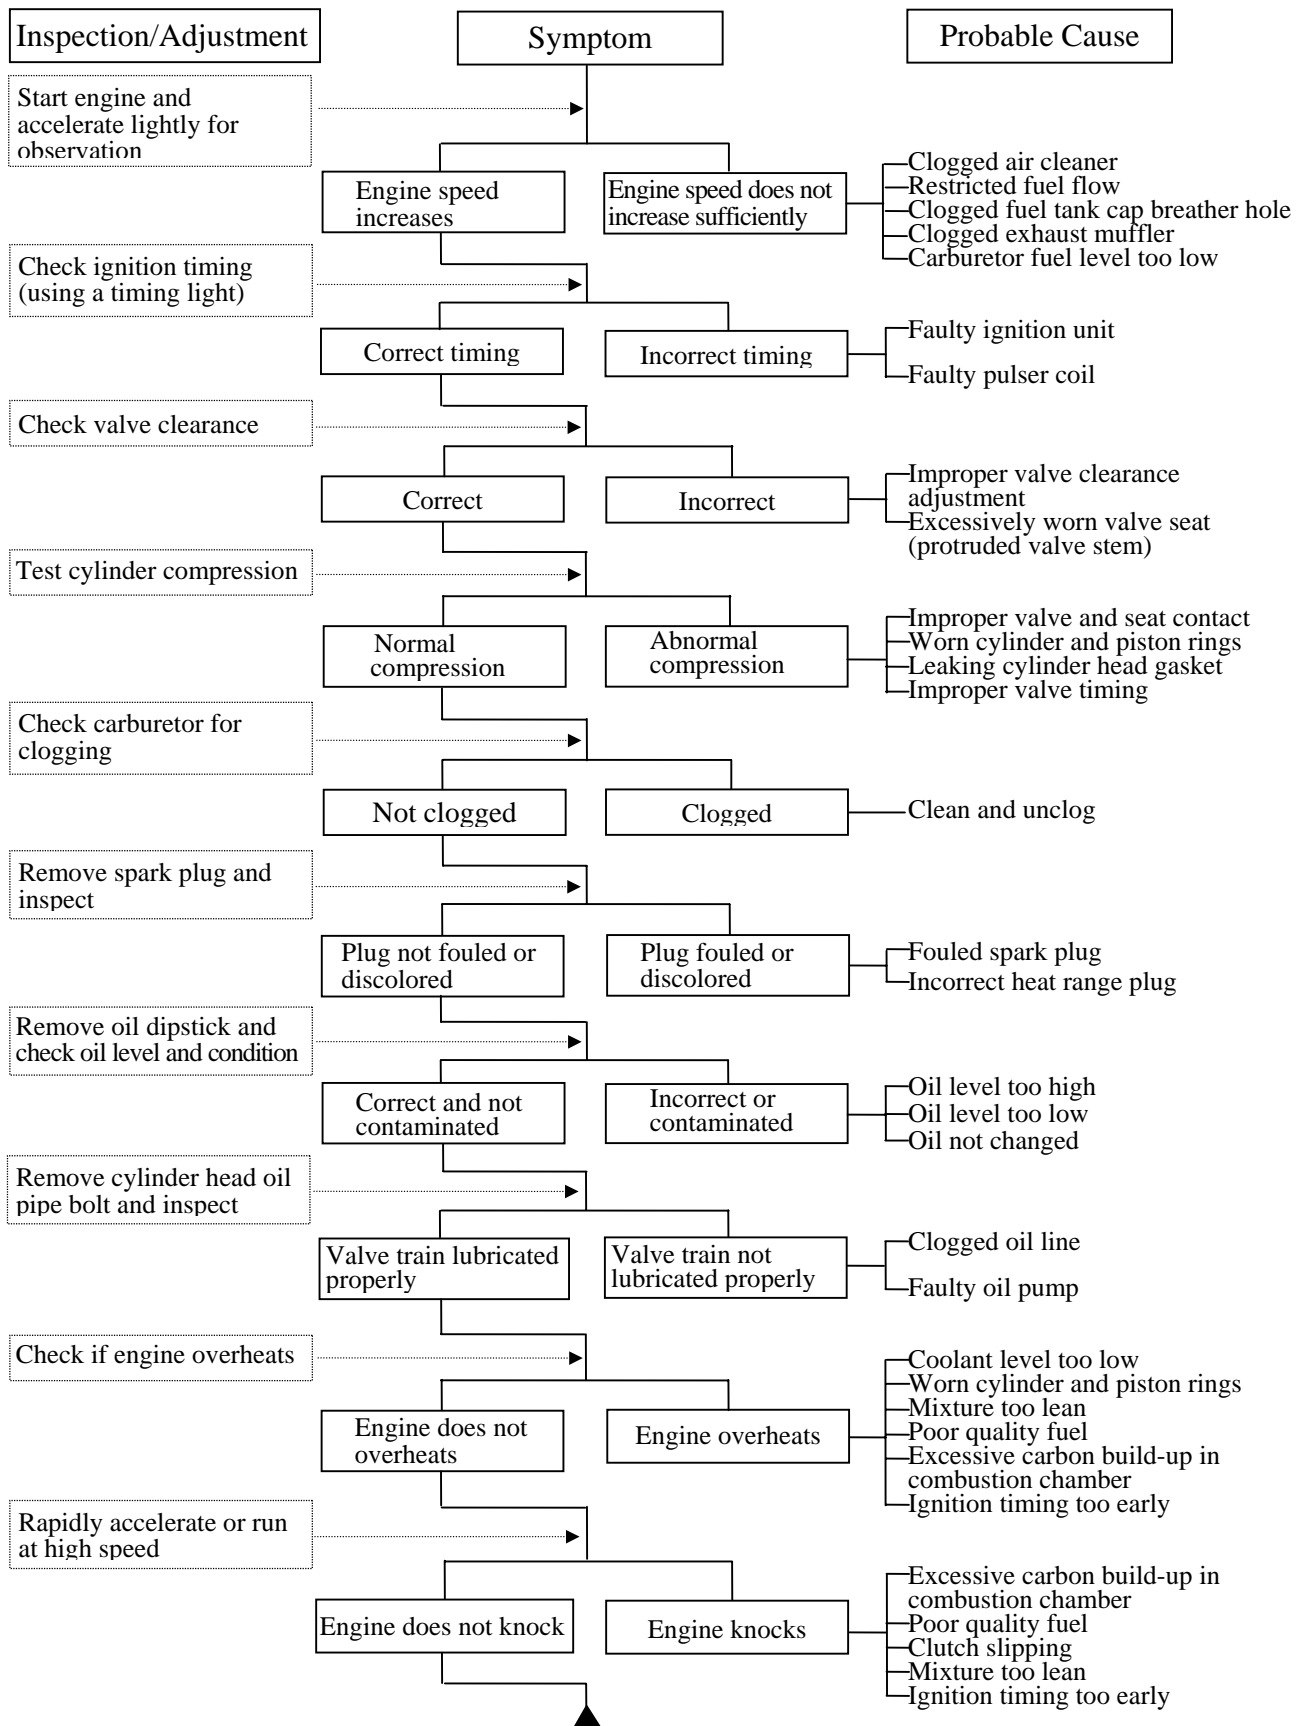 Inspection/Adjustment
Symptom
Probable Cause
Start engine and
accelerate lightly for
observation
Engine speed
increases
Engine speed does not
increase sufficiently
Clogged air cleaner
Restricted fuel flow
Clogged fuel tank cap breather hole
Clogged exhaust muffler
Carburetor fuel level too low
Check ignition timing
(using a timing light)
Correct timing
Incorrect timing
Faulty ignition unit
Faulty pulser coil
Check valve clearance
Correct
Incorrect
Improper valve clearance
adjustment
Excessively worn valve seat
(protruded valve stem)
Test cylinder compression
Normal
compression
Abnormal
compression
Improper valve and seat contact
Worn cylinder and piston rings
Leaking cylinder head gasket
Improper valve timing
Check carburetor for
clogging
Not clogged
Clogged
Clean and unclog
Remove spark plug and
inspect
Plug not fouled or
discolored
Plug fouled or
discolored
Fouled spark plug
Incorrect heat range plug
Remove oil dipstick and
check oil level and condition
Correct and not
contaminated
Incorrect or
contaminated
Oil level too high
Oil level too low
Oil not changed
Remove cylinder head oil
pipe bolt and inspect
Valve train lubricated
properly
Valve train not
lubricated properly
Clogged oil line
Faulty oil pump
Check if engine overheats
Engine does not
overheats
Engine overheats
Coolant level too low
Worn cylinder and piston rings
Mixture too lean
Poor quality fuel
Excessive carbon build-up in
combustion chamber
Ignition timing too early
Rapidly accelerate or run
at high speed
Engine does not knock
Engine knocks
Excessive carbon build-up in
combustion chamber
Poor quality fuel
Clutch slipping
Mixture too lean
Ignition timing too early